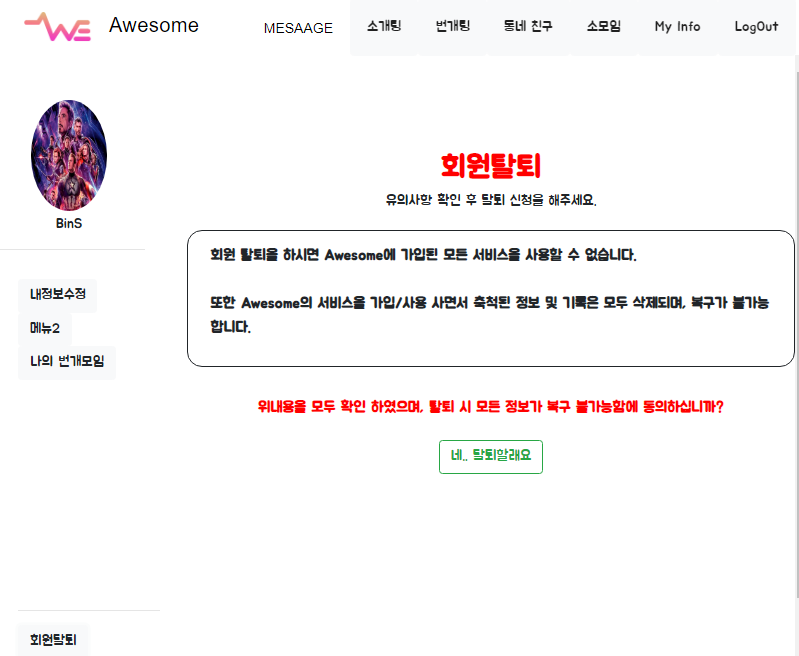 WE Awesome MESAAGE 소개팅 번개팅 동네 친구 소모임 My Info LogOut
BinS
내정보수정
메뉴2
나의 번개모임
회원탈퇴
회원탈퇴
유의사항 확인 후 탈퇴 신청을 해주세요.
회원 탈퇴을 하시면 Awesome에 가입된 모든 서비스을 사용할 수 없습니다.
또한 Awesome의 서비스을 가입/사용 사면서 축척된 정보 및 기록은 모두 삭제되며, 복구가 불가능
합니다.
위내용을 모두 확인 하였으며, 탈퇴 시 모든 정보가 복구 불가능함에 동의하십니까?
네.. 탈퇴할래요